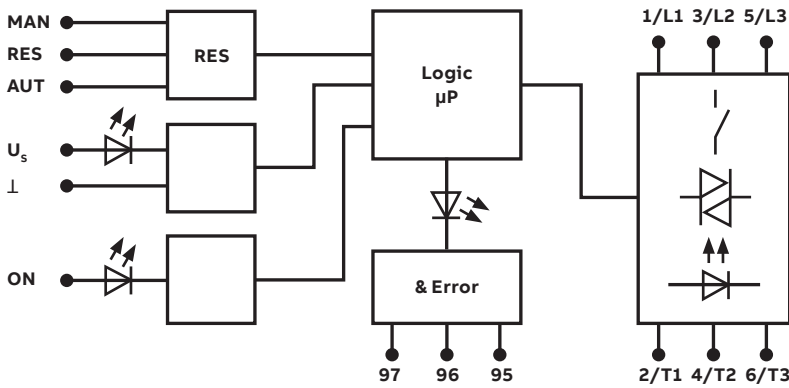 MAN
RES
AUT
U_s
⊥
ON
RES
Logic
µP
& Error
97 96 95
1/L1 3/L2 5/L3
2/T1 4/T2 6/T3